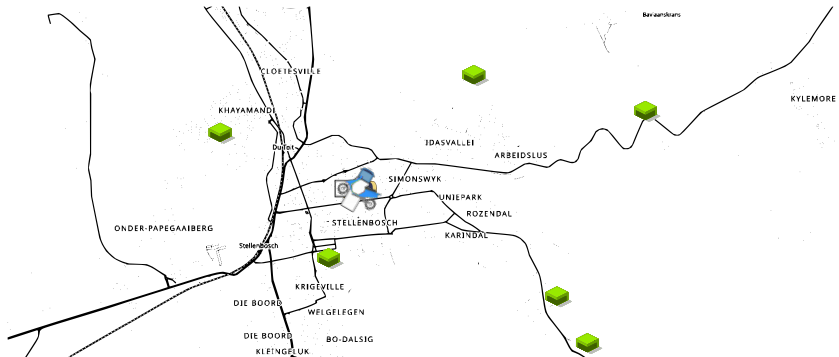 Baviaanskrans
CLOETESVILLE
KYLEMORE
KHAYAMANDI
IDASVALLEI
Du Toit
ARBEIDSLUS
SIMONSWYK
UNIEPARK
ROZENDAL
STELLENBOSCH
ONDER-PAPEGAAIBERG
KARINDAL
Stellenbosch
KRIGEVILLE
DIE BOORD
WELGELEGEN
DIE BOORD
BO-DALSIG
KLEINGELUK